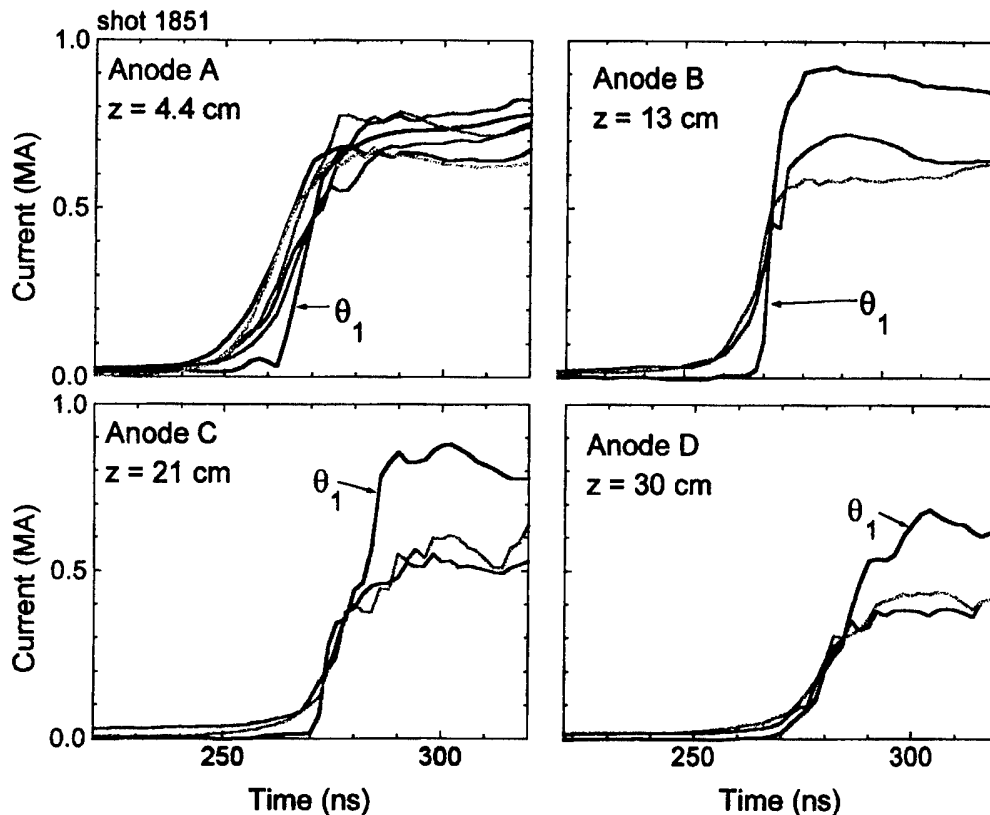 shot 1851
1.0
Anode A
z = 4.4 cm
Anode B
z = 13 cm
Current (MA)
0.5
θ1
θ1
0.0
1.0
Anode C
z = 21 cm
Anode D
z = 30 cm
θ1
θ1
Current (MA)
0.5
0.0
250
300
250
300
Time (ns)
Time (ns)